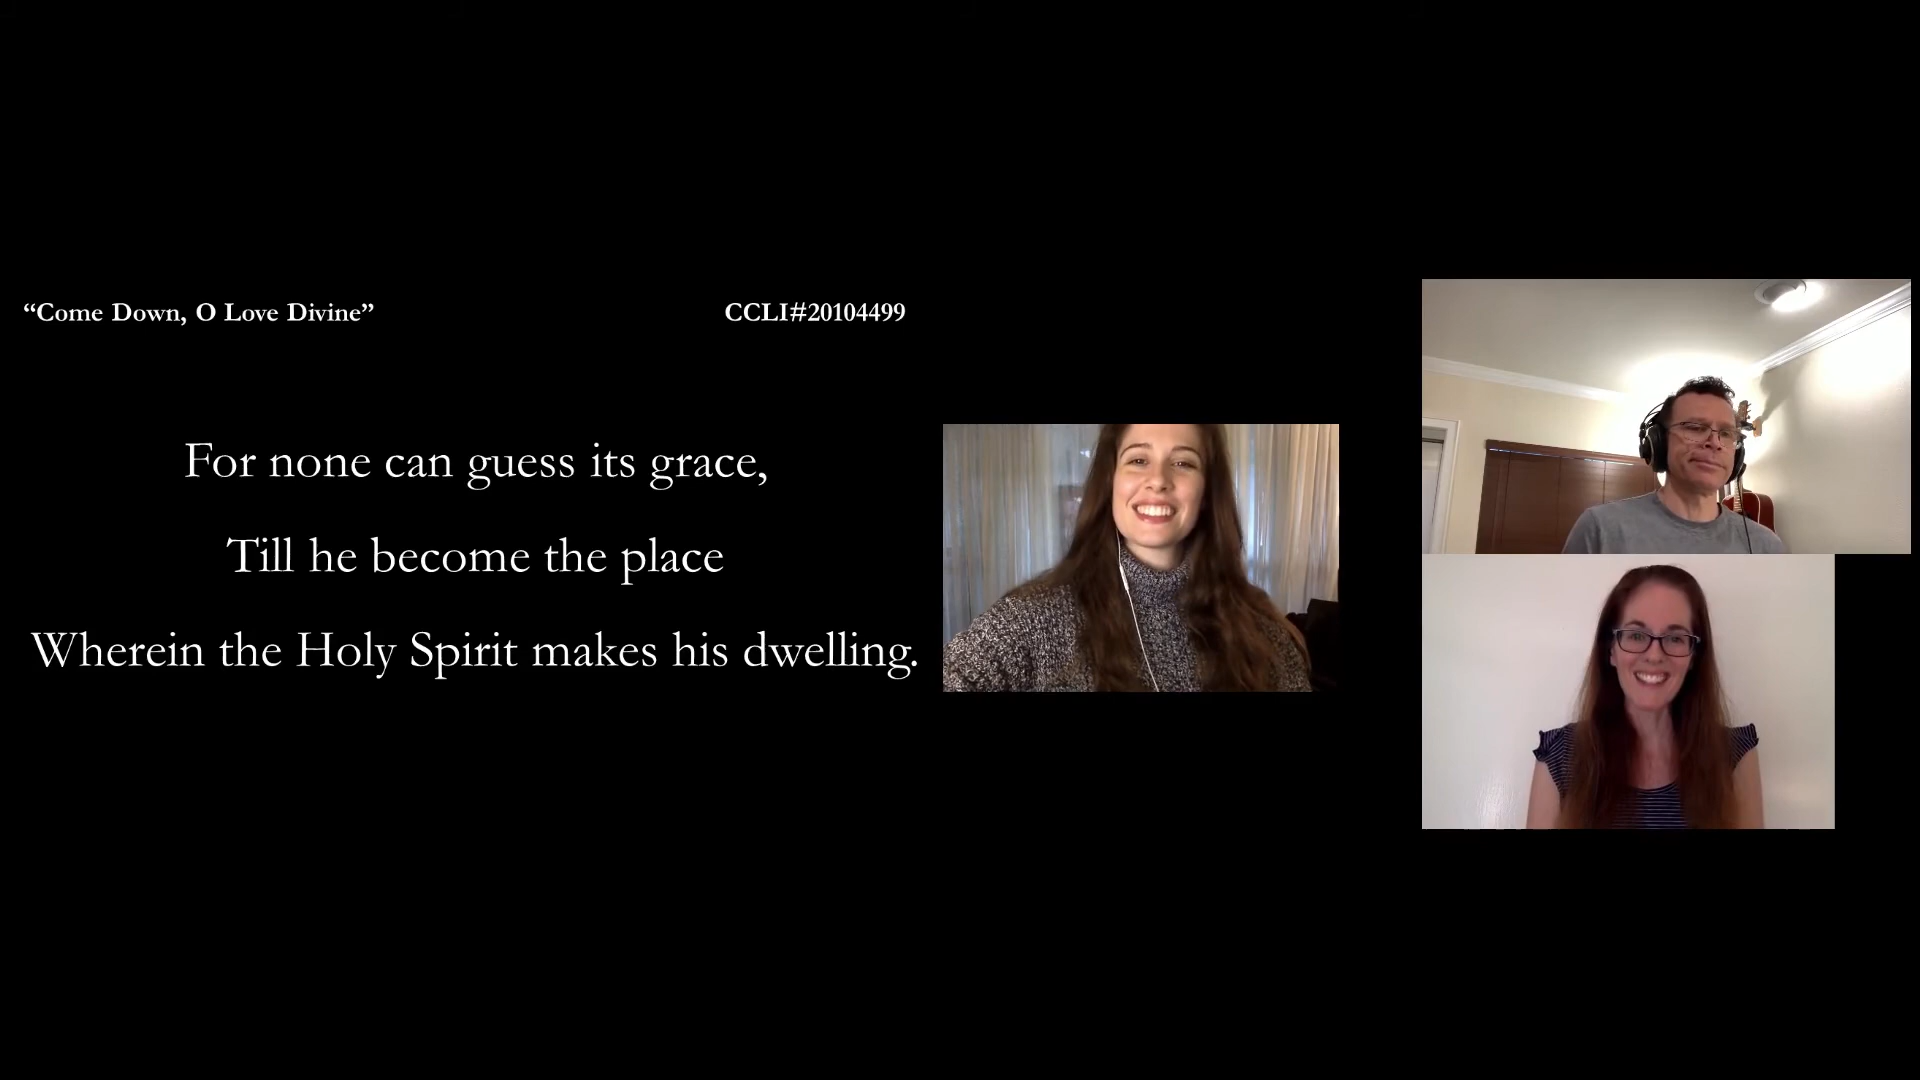 “Come Down, O Love Divine”
CCLI#20104499
For none can guess its grace,
Till he become the place
Wherein the Holy Spirit makes his dwelling.